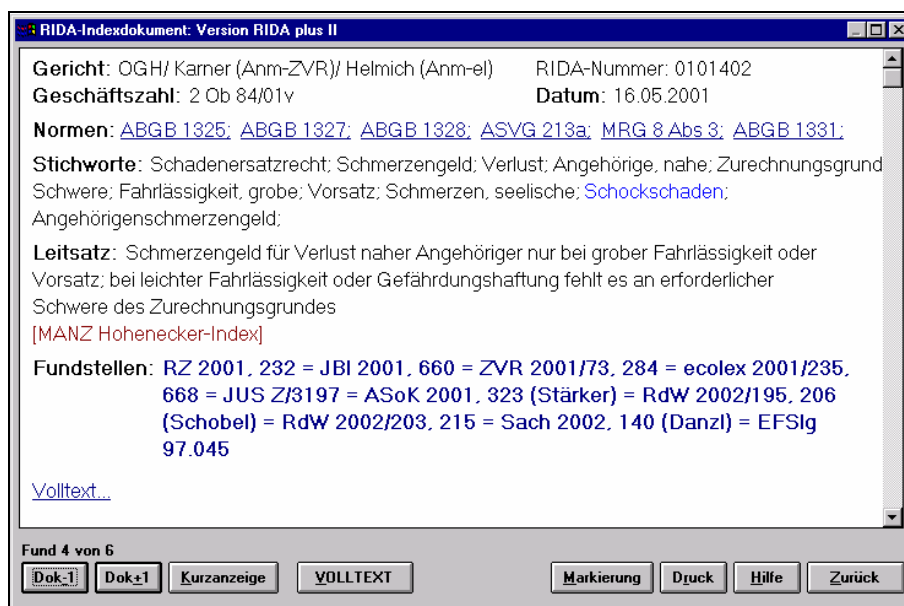 RIDA-Indexdokument: Version RIDA plus II
Gericht: OGH/ Karner (Anm-ZVR)/ Helmich (Anm-el) RIDA-Nummer: 0101402
Geschäftszahl: 2 Ob 84/01v Datum: 16.05.2001
Normen: ABGB 1325; ABGB 1327; ABGB 1328; ASVG 213a; MRG 8 Abs 3; ABGB 1331;
Stichworte: Schadenersatzrecht; Schmerzengeld; Verlust; Angehörige, nahe; Zurechnungsgrund
Schwere; Fahrlässigkeit, grobe; Vorsatz; Schmerzen, seelische; Schockschaden;
Angehörigenschmerzengeld;
Leitsatz: Schmerzengeld für Verlust naher Angehöriger nur bei grober Fahrlässigkeit oder
Vorsatz; bei leichter Fahrlässigkeit oder Gefährdungshaftung fehlt es an erforderlicher
Schwere des Zurechnungsgrundes
[MANZ Hohenecker-Index]
Fundstellen: RZ 2001, 232 = JBl 2001, 660 = ZVR 2001/73, 284 = ecolex 2001/235,
668 = JUS Z/3197 = ASoK 2001, 323 (Stärker) = RdW 2002/195, 206
(Schobel) = RdW 2002/203, 215 = Sach 2002, 140 (Danzl) = EFSlg
97.045
Volltext...
Fund 4 von 6
Dok-1 Dok+1 Kurzanzeige VOLLTEXT Markierung Druck Hilfe Zurück